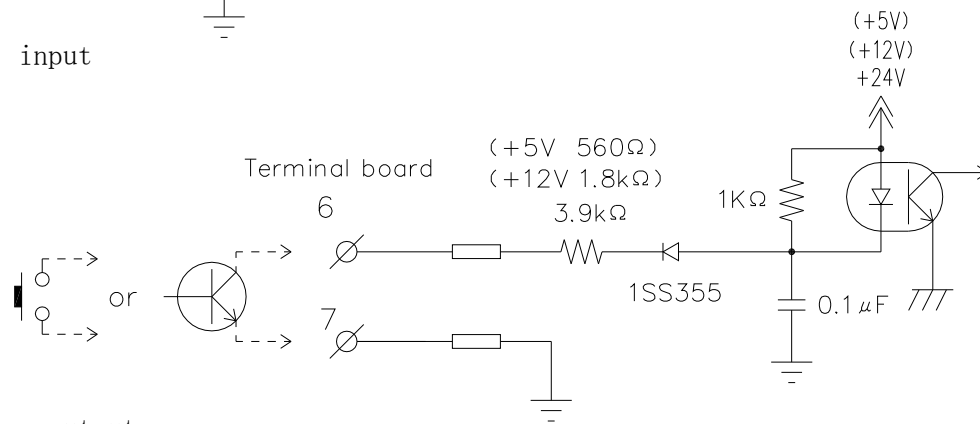 input
(+5V)
(+12V)
+24V
(+5V 560Ω)
(+12V 1.8kΩ)
3.9kΩ
Terminal board
6
1KΩ
or
1SS355
0.1μF
7